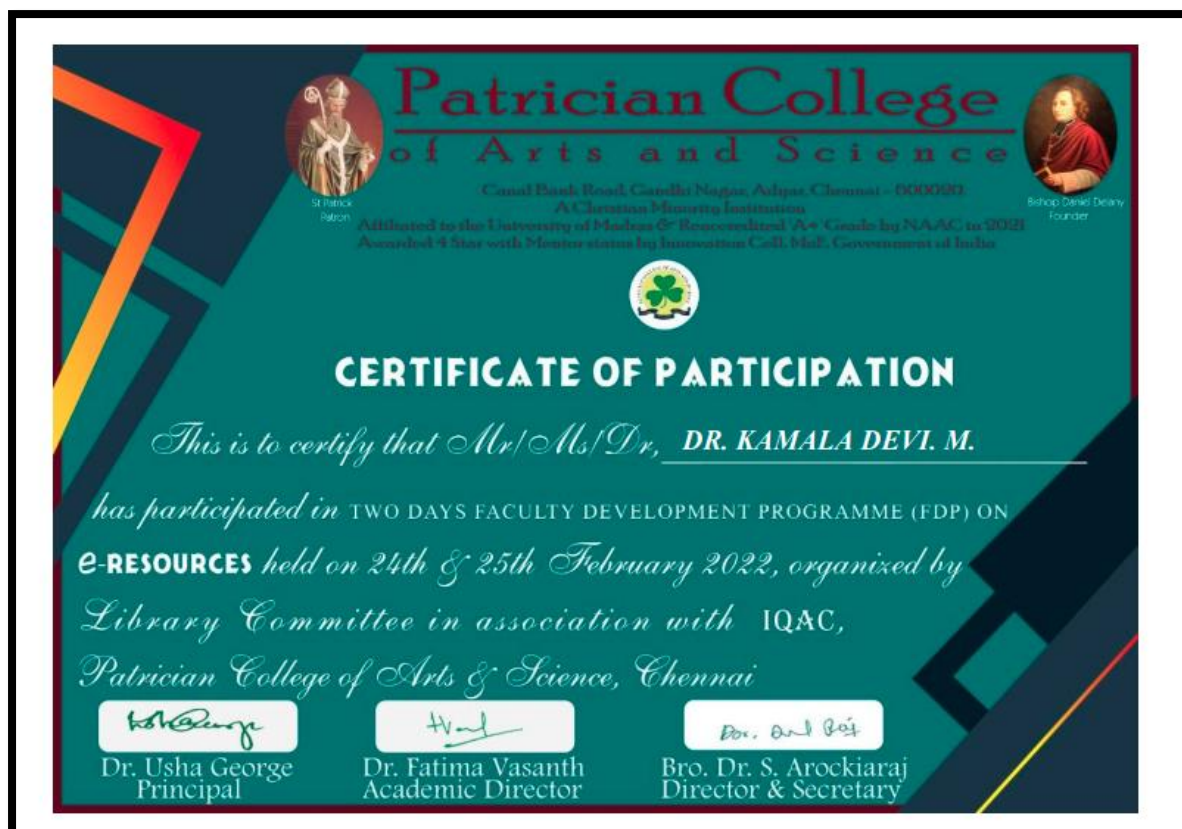 Patrician College
of Arts and Science
Canal Bank Road, Gandhi Nagar, Adyar, Chennai - 600020.
A Christian Minority Institution
Affiliated to the University of Madras & Reaccredited 'A+' Grade by NAAC in 2021
Awarded 4 Star with Mentor status by Innovation Cell, MoE, Government of India
St Patrick
Patron
Bishop Daniel Delany
Founder
CERTIFICATE OF PARTICIPATION
This is to certify that Mr/Ms/Dr, DR. KAMALA DEVI. M.
has participated in TWO DAYS FACULTY DEVELOPMENT PROGRAMME (FDP) ON
e-RESOURCES held on 24th & 25th February 2022, organized by
Library Committee in association with IQAC,
Patrician College of Arts & Science, Chennai
Dr. Usha George
Principal
Dr. Fatima Vasanth
Academic Director
Bro. Dr. S. Arockiaraj
Director & Secretary